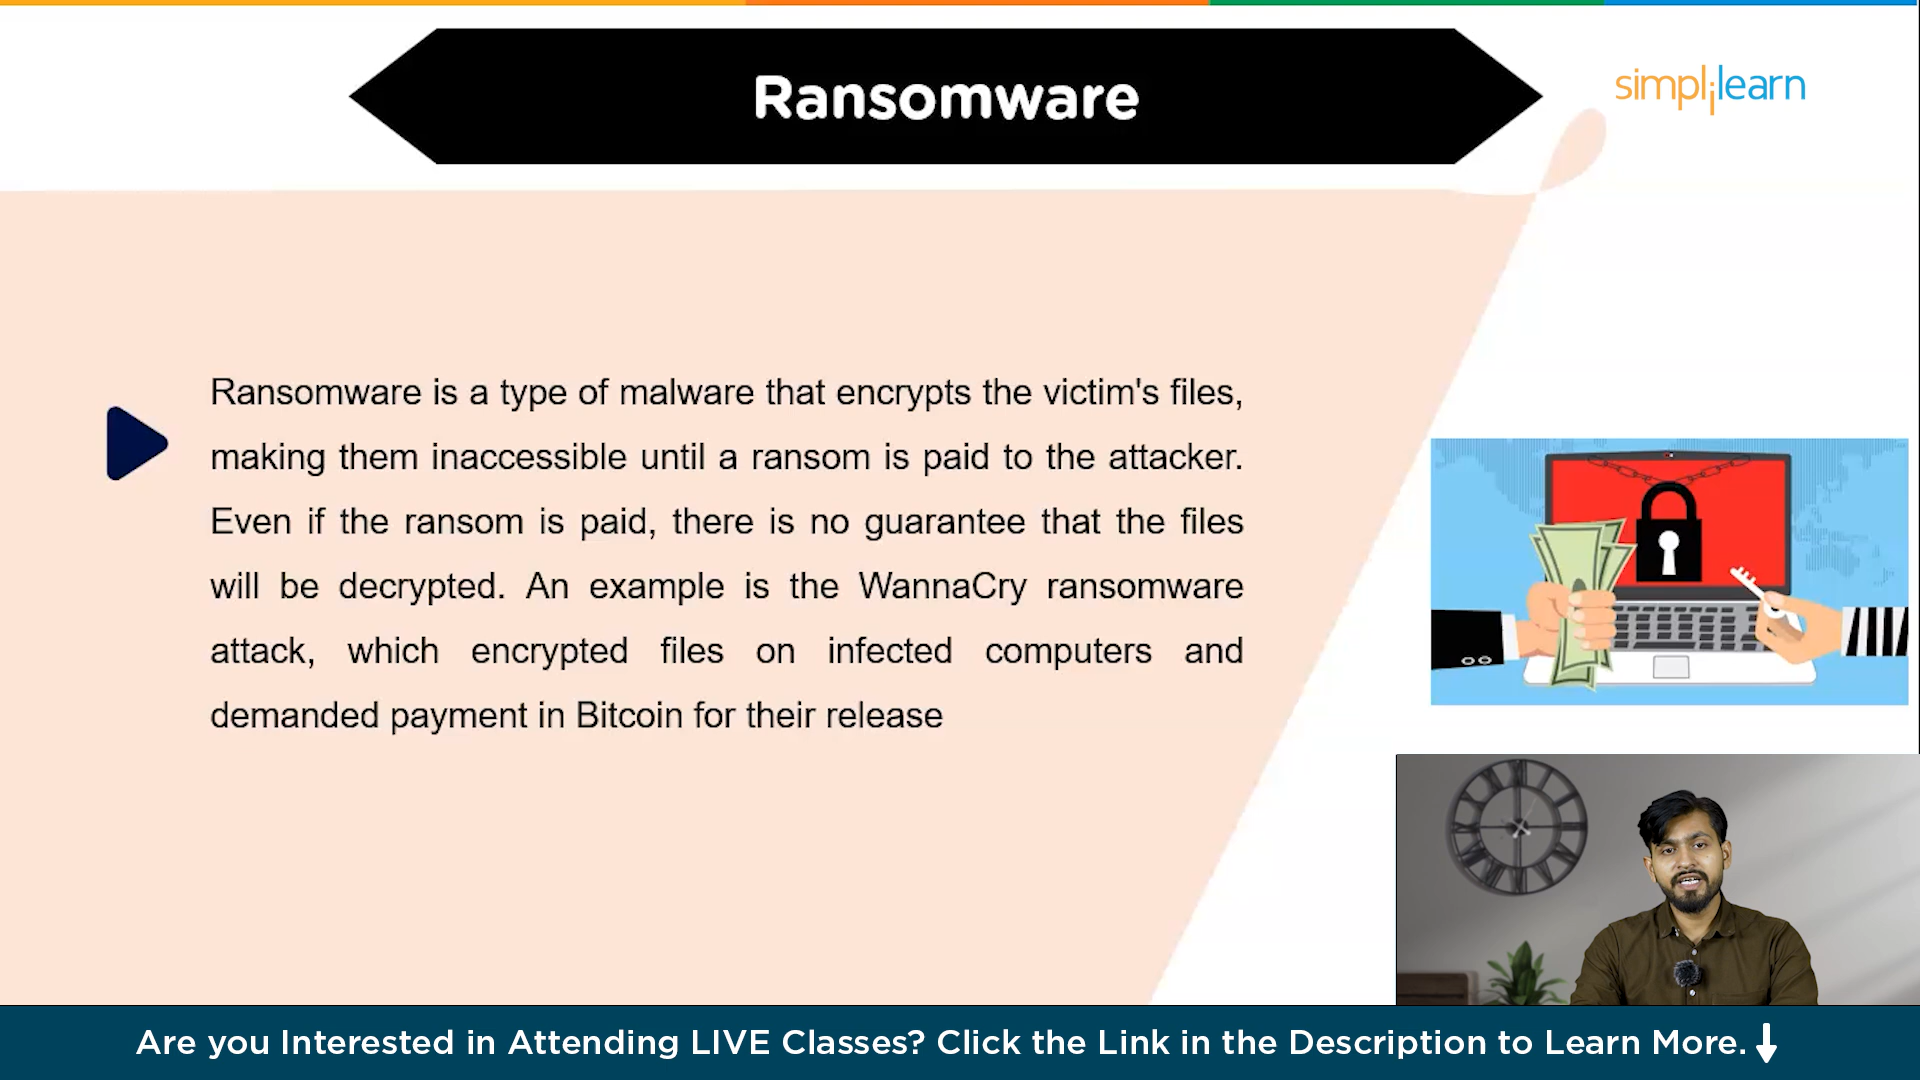 Ransomware
simplilearn
Ransomware is a type of malware that encrypts the victim's files,
making them inaccessible until a ransom is paid to the attacker.
Even if the ransom is paid, there is no guarantee that the files
will be decrypted. An example is the WannaCry ransomware
attack, which encrypted files on infected computers and
demanded payment in Bitcoin for their release
Are you Interested in Attending LIVE Classes? Click the Link in the Description to Learn More.